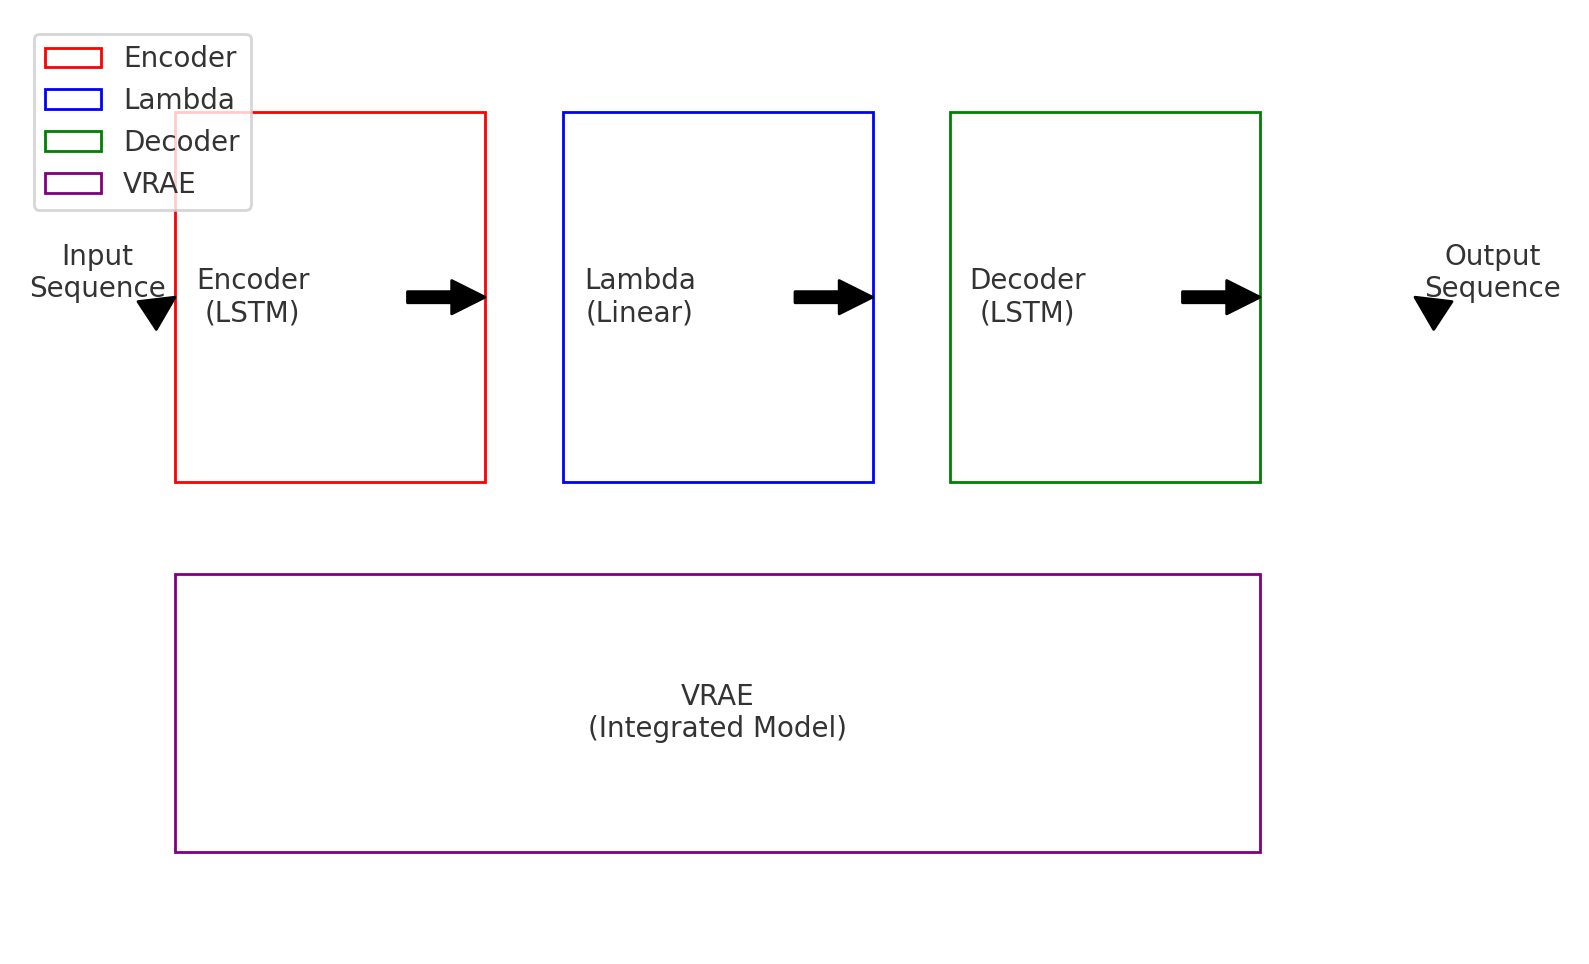 Encoder
Lambda
Decoder
VRAE
Input
Sequence
Encoder
(LSTM)
Lambda
(Linear)
Decoder
(LSTM)
Output
Sequence
VRAE
(Integrated Model)